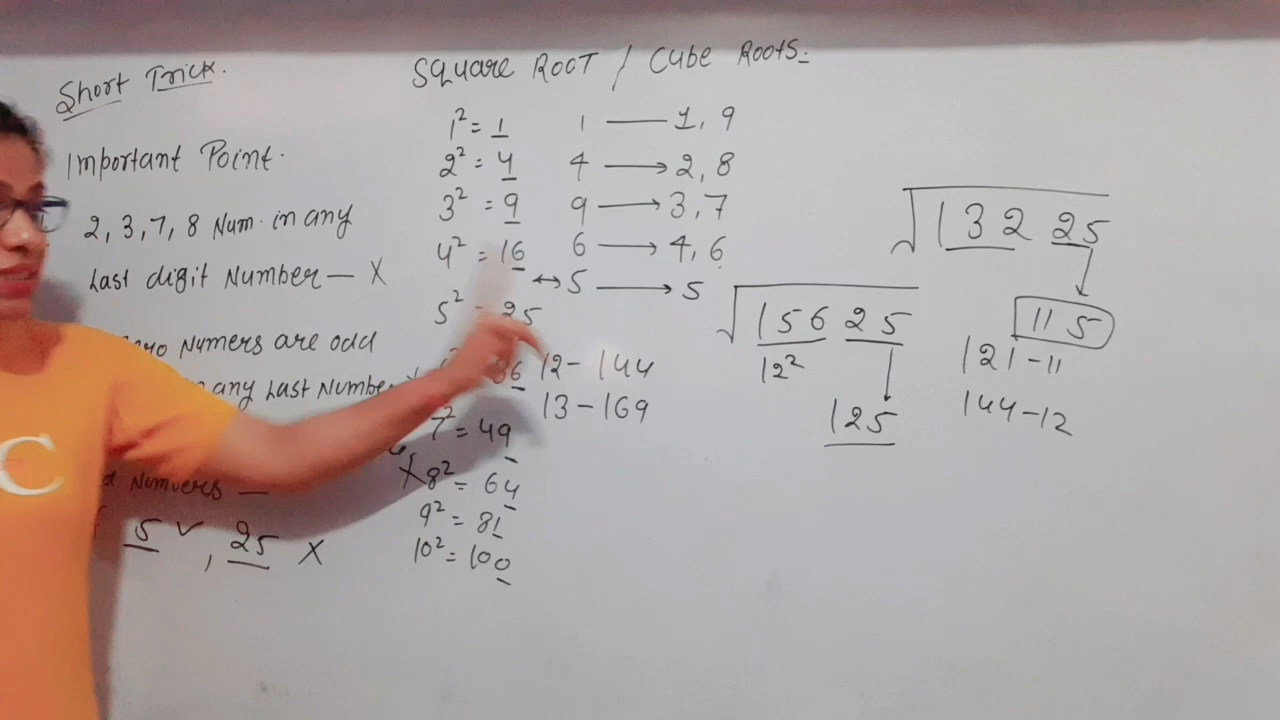 Short Trick.
SQUARE ROOT / Cube Roots:
Important Point.
2, 3, 7, 8 Num. in any
Last digit Number — X
Numers are odd
any Last Number
Numvers —
5 ✓, 25 X
1² = 1
2² = 4
3² = 9
4² = 16
5² = 25
36
7² = 49
X 8² = 64
9² = 81
10² = 100
1 — 1, 9
4 → 2, 8
9 → 3, 7
6 → 4, 6
↔ 5 → 5
12 - 144
13 - 169
√15625
12²
125
√13225
115
121 - 11
144 - 12
C